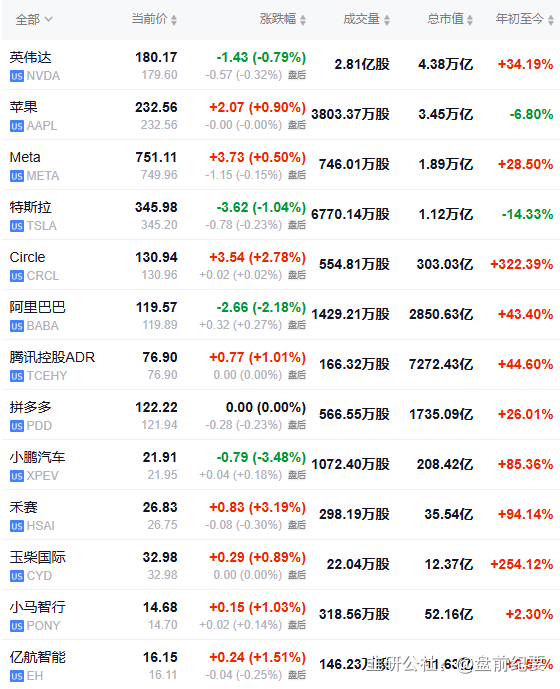 全部 当前价 涨跌幅 成交量 总市值 年初至今
英伟达 180.17 -1.43 (-0.79%) 2.81亿股 4.38万亿 +34.19%
US NVDA 179.60 -0.57 (-0.32%) 盘后
苹果 232.56 +2.07 (+0.90%) 3803.37万股 3.45万亿 -6.80%
US AAPL 232.56 -0.00 (-0.00%) 盘后
Meta 751.11 +3.73 (+0.50%) 746.01万股 1.89万亿 +28.50%
US META 749.96 -1.15 (-0.15%) 盘后
特斯拉 345.98 -3.62 (-1.04%) 6770.14万股 1.12万亿 -14.33%
US TSLA 345.20 -0.78 (-0.23%) 盘后
Circle 130.94 +3.54 (+2.78%) 554.81万股 303.03亿 +322.39%
US CRCL 130.96 +0.02 (+0.02%) 盘后
阿里巴巴 119.57 -2.66 (-2.18%) 1429.21万股 2850.63亿 +43.40%
US BABA 119.89 +0.32 (+0.27%) 盘后
腾讯控股ADR 76.90 +0.77 (+1.01%) 166.32万股 7272.43亿 +44.60%
US TCEHY 76.90 0.00 (0.00%) 盘后
拼多多 122.22 0.00 (0.00%) 566.55万股 1735.09亿 +26.01%
US PDD 121.94 -0.28 (-0.23%) 盘后
小鹏汽车 21.91 -0.79 (-3.48%) 1072.40万股 208.42亿 +85.36%
US XPEV 21.95 +0.04 (+0.18%) 盘后
禾赛 26.83 +0.83 (+3.19%) 298.19万股 35.54亿 +94.14%
US HSAI 26.75 -0.08 (-0.30%) 盘后
玉柴国际 32.98 +0.29 (+0.89%) 22.04万股 12.37亿 +254.12%
US CYD 32.98 0.00 (0.00%) 盘后
小马智行 14.68 +0.15 (+1.03%) 318.56万股 52.16亿 +2.30%
US PONY 14.70 +0.02 (+0.14%) 盘后
亿航智能 16.15 +0.24 (+1.51%) 146.23万 11.63亿
US EH 16.11 -0.04 (-0.25%) 盘后
研公社 @盘前纪要